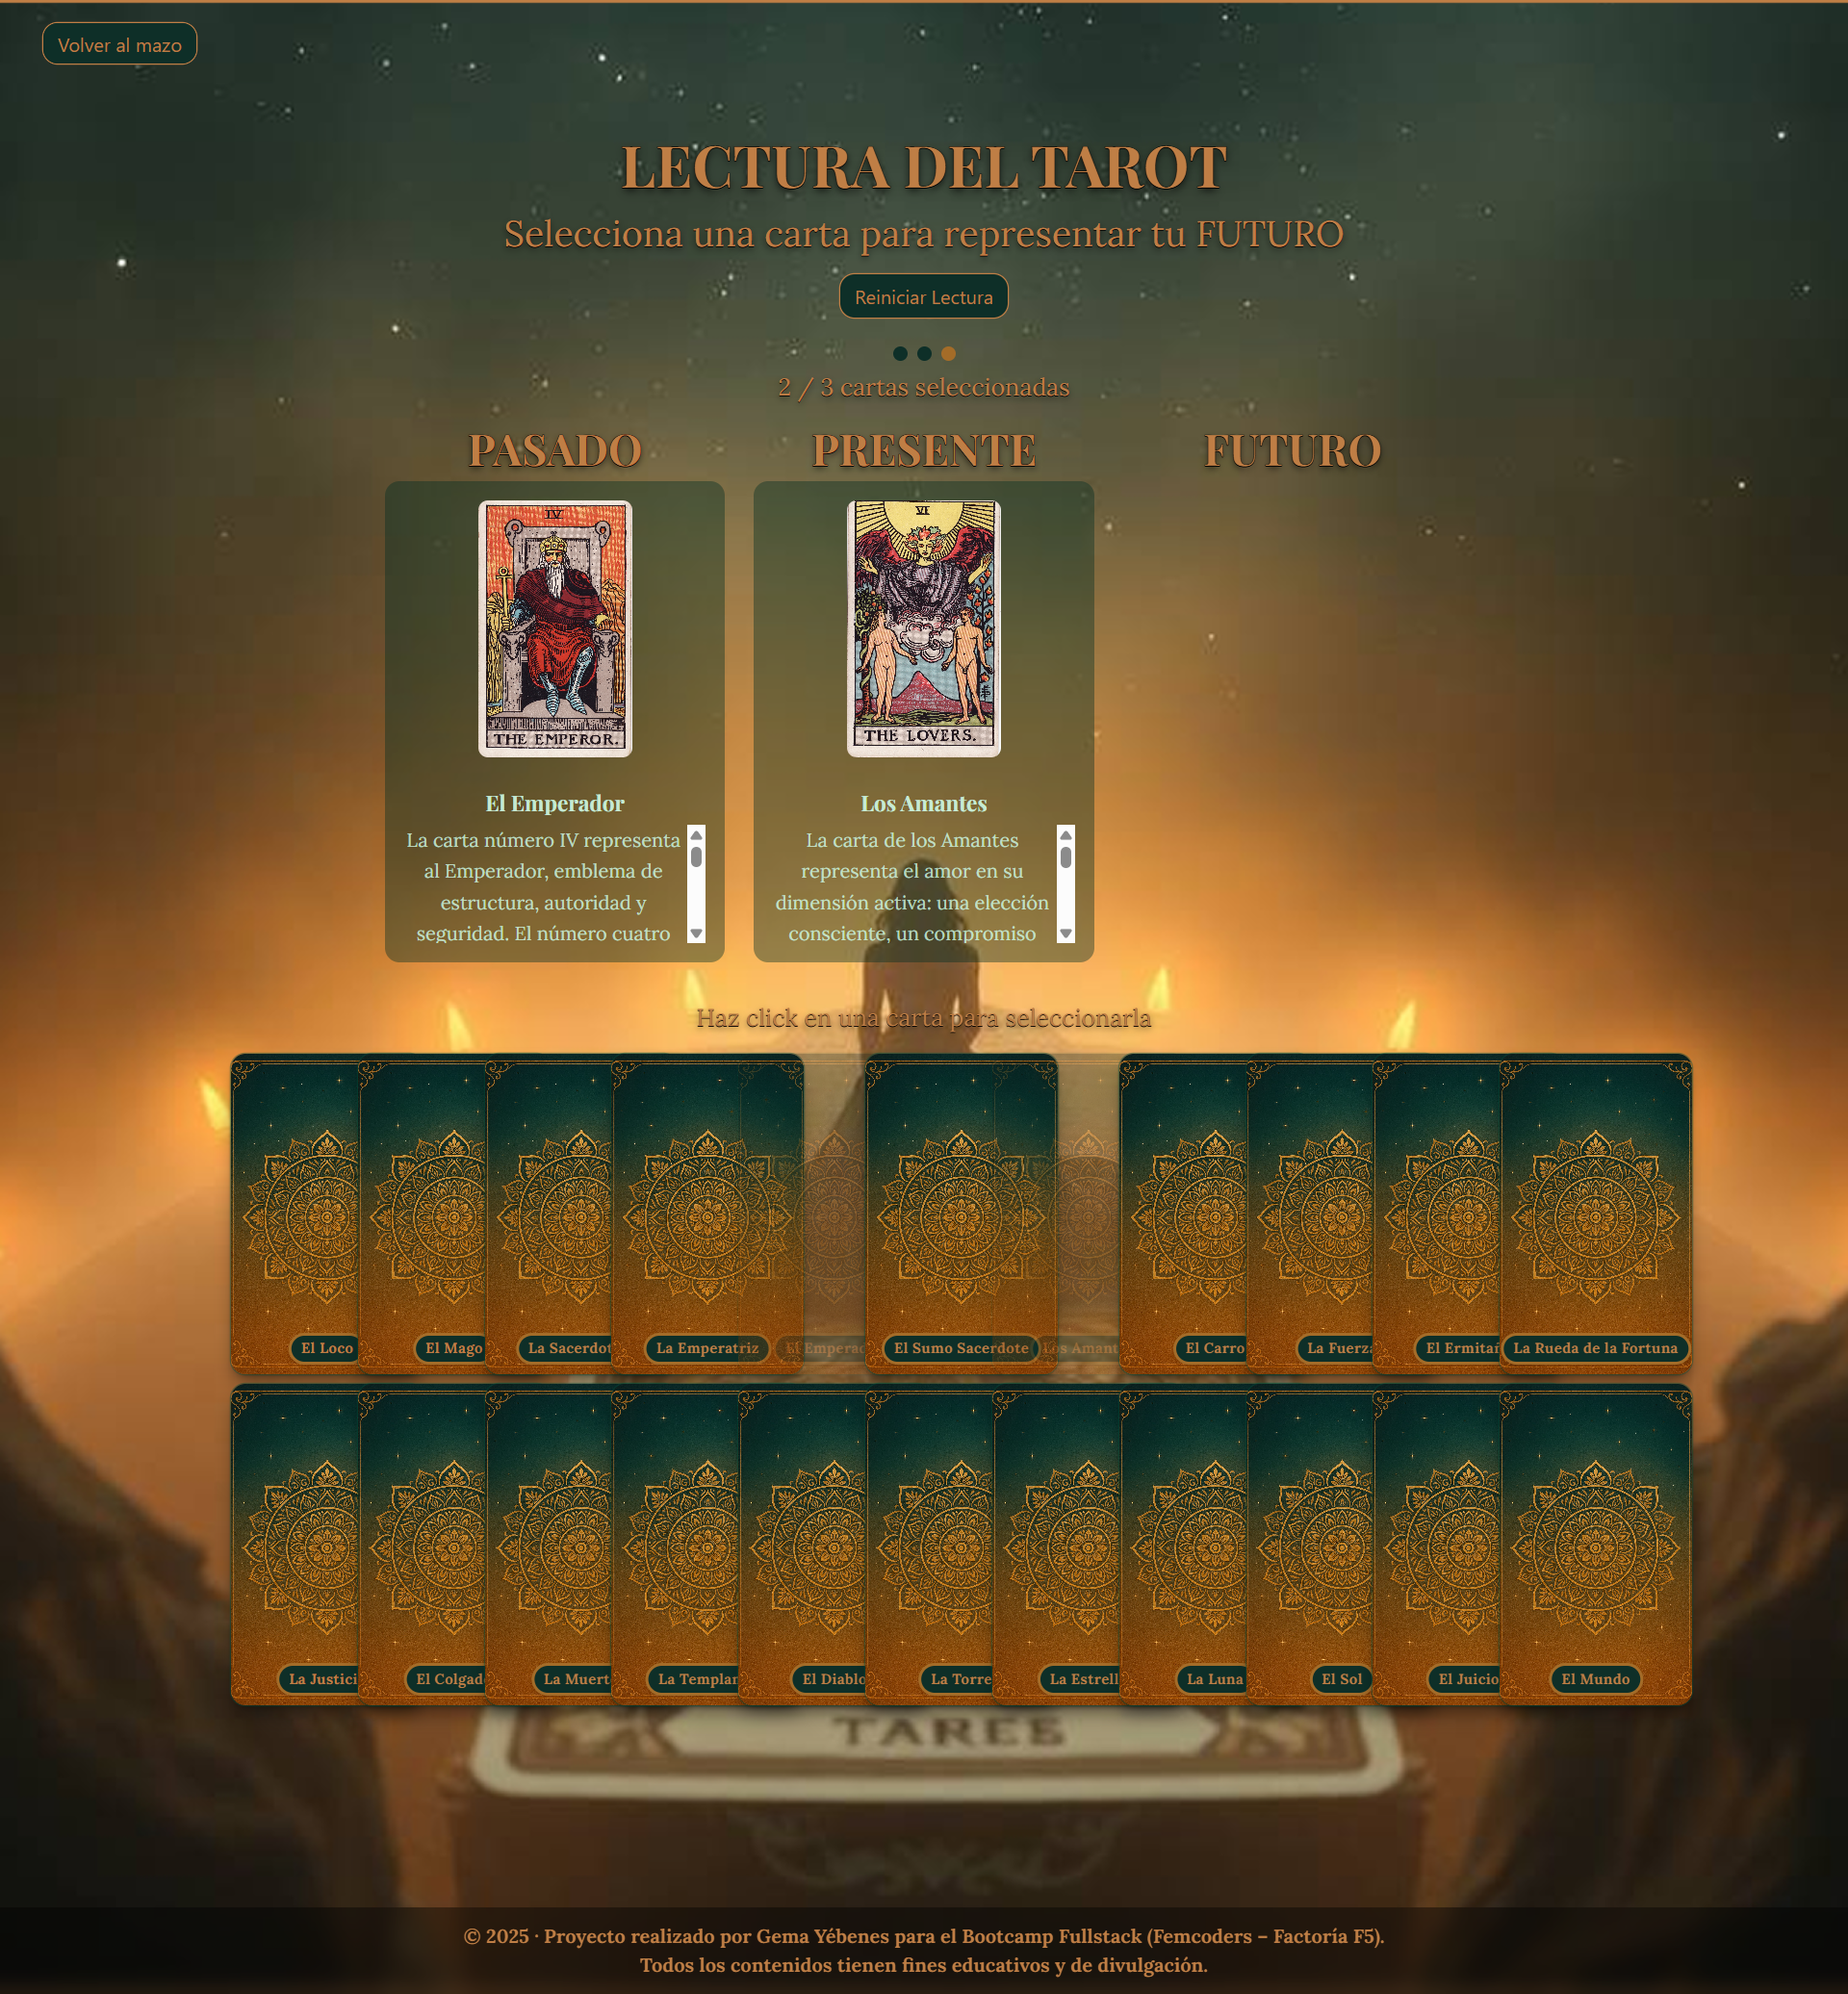 Volver al mazo
LECTURA DEL TAROT
Selecciona una carta para representar tu FUTURO
Reiniciar Lectura
2 / 3 cartas seleccionadas
PASADO
PRESENTE
FUTURO
IV
THE EMPEROR.
El Emperador
La carta número IV representa
al Emperador, emblema de
estructura, autoridad y
seguridad. El número cuatro
VI
THE LOVERS.
Los Amantes
La carta de los Amantes
representa el amor en su
dimensión activa: una elección
consciente, un compromiso
Haz click en una carta para seleccionarla
El Loco
El Mago
La Sacerdot
La Emperatriz
El Emperad
El Sumo Sacerdote
Los Amant
El Carro
La Fuerza
El Ermitañ
La Rueda de la Fortuna
La Justici
El Colgad
La Muert
La Templan
El Diablo
La Torre
La Estrell
La Luna
El Sol
El Juicio
El Mundo
TARES
© 2025 · Proyecto realizado por Gema Yébenes para el Bootcamp Fullstack (Femcoders – Factoría F5).
Todos los contenidos tienen fines educativos y de divulgación.